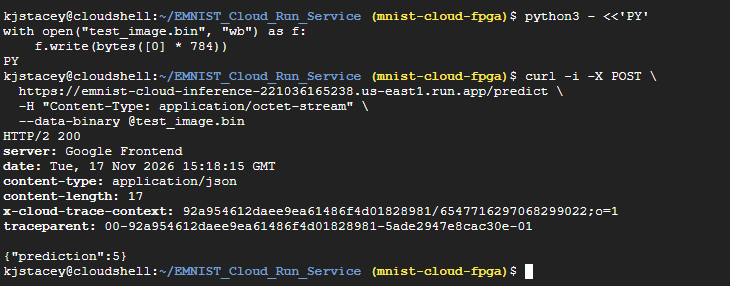 kjstacey@cloudshell:~/EMNIST_Cloud_Run_Service (mnist-cloud-fpga)$ python3 - <<'PY'
with open("test_image.bin", "wb") as f:
    f.write(bytes([0] * 784))
PY
kjstacey@cloudshell:~/EMNIST_Cloud_Run_Service (mnist-cloud-fpga)$ curl -i -X POST \
  https://emnist-cloud-inference-221036165238.us-east1.run.app/predict \
  -H "Content-Type: application/octet-stream" \
  --data-binary @test_image.bin
HTTP/2 200
server: Google Frontend
date: Tue, 17 Nov 2026 15:18:15 GMT
content-type: application/json
content-length: 17
x-cloud-trace-context: 92a954612daee9ea61486f4d01828981/6547716297068299022;o=1
traceparent: 00-92a954612daee9ea61486f4d01828981-5ade2947e8cac30e-01

{"prediction":5}
kjstacey@cloudshell:~/EMNIST_Cloud_Run_Service (mnist-cloud-fpga)$